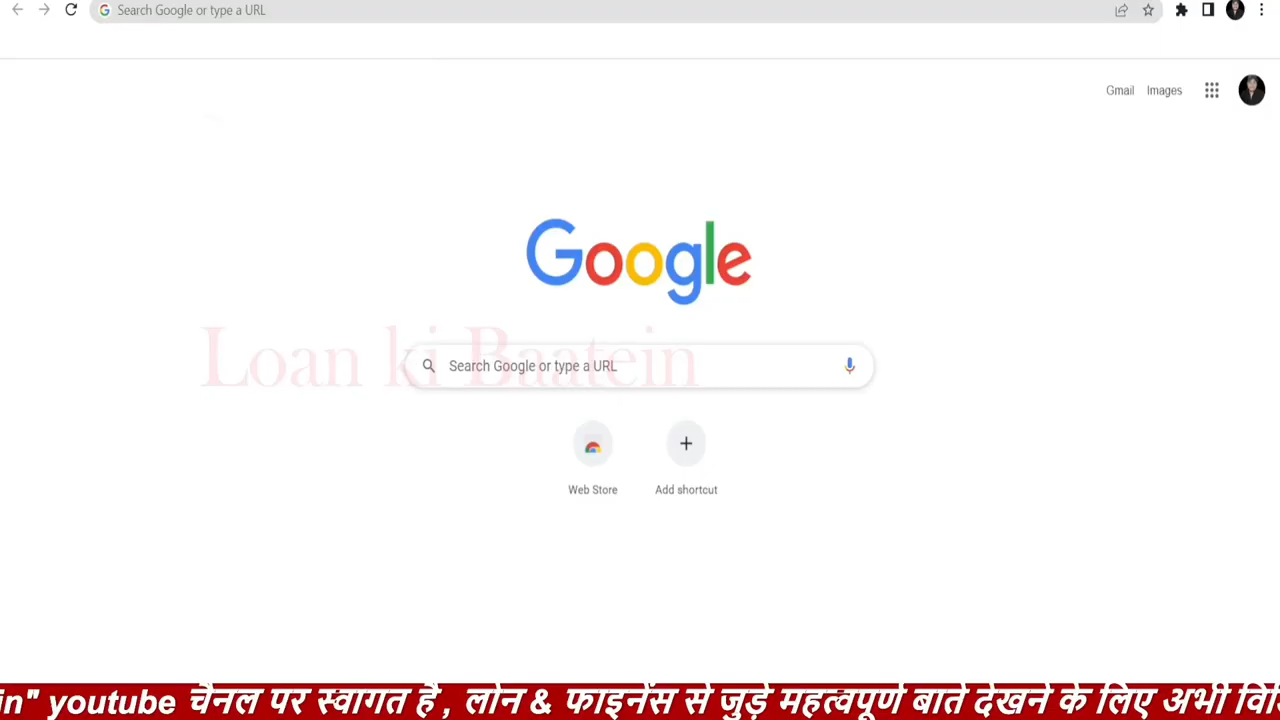 Search Google or type a URL
Gmail Images
Google
Loan ki Baatein
Search Google or type a URL
Web Store Add shortcut
youtube चैनल पर स्वागत है , लोन & फाइनेंस से जुड़े महत्वपूर्ण बाते देखने के लिए अभी